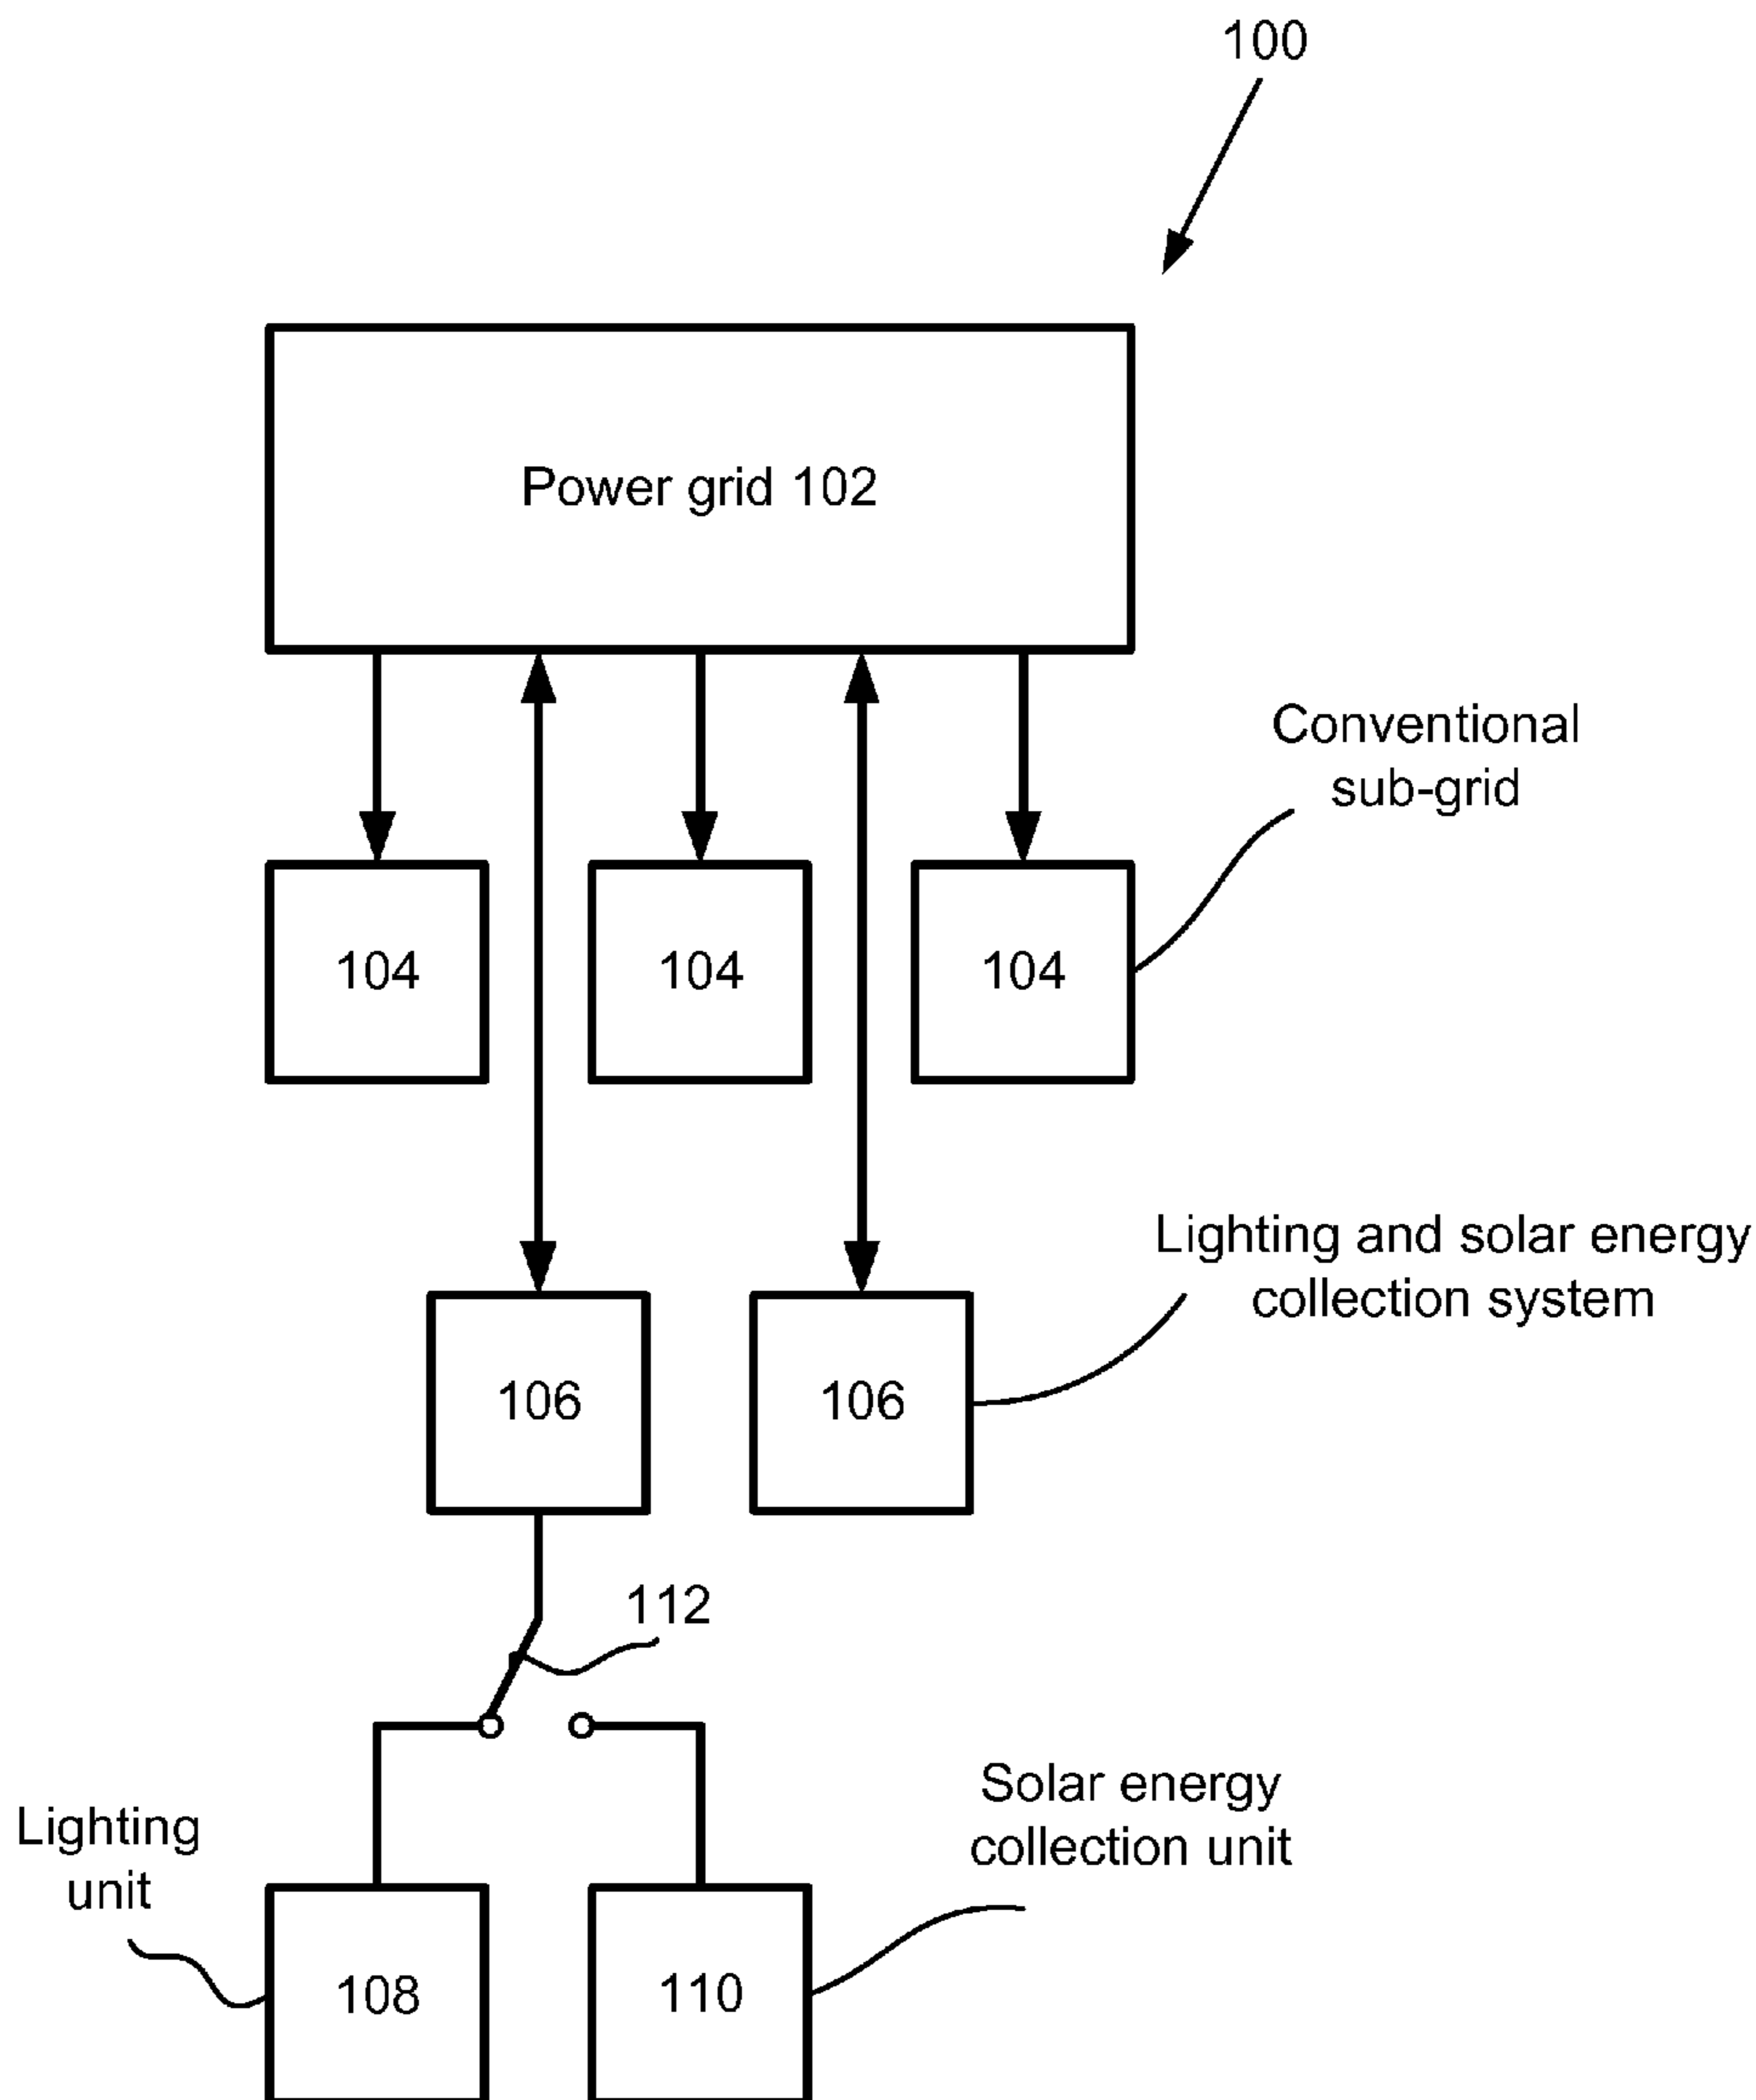 100
Power grid 102
Conventional
sub-grid
104
104
104
Lighting and solar energy
collection system
106
106
112
Solar energy
collection unit
Lighting
unit
108
110